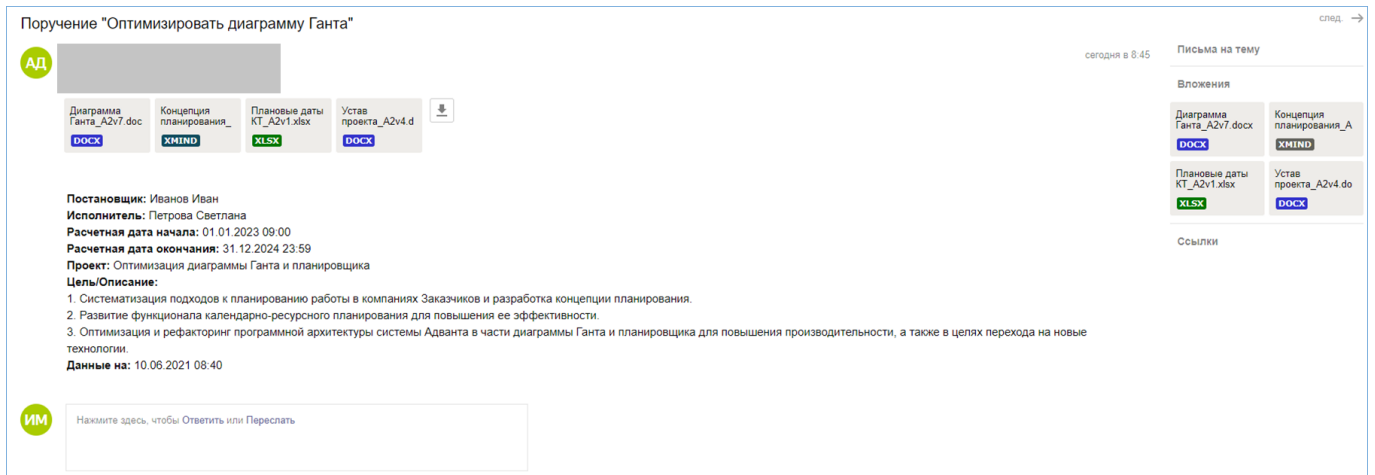 Поручение "Оптимизировать диаграмму Ганта"
след. →
АД
сегодня в 8:45
Диаграмма
Ганта_A2v7.doc
DOCX
Концепция
планирования_
XMIND
Плановые даты
КТ_A2v1.xlsx
XLSX
Устав
проекта_A2v4.d
DOCX
Постановщик: Иванов Иван
Исполнитель: Петрова Светлана
Расчетная дата начала: 01.01.2023 09:00
Расчетная дата окончания: 31.12.2024 23:59
Проект: Оптимизация диаграммы Ганта и планировщика
Цель/Описание:
1. Систематизация подходов к планированию работы в компаниях Заказчиков и разработка концепции планирования.
2. Развитие функционала календарно-ресурсного планирования для повышения ее эффективности.
3. Оптимизация и рефакторинг программной архитектуры системы Адванта в части диаграммы Ганта и планировщика для повышения производительности, а также в целях перехода на новые
технологии.
Данные на: 10.06.2021 08:40
ИМ
Нажмите здесь, чтобы Ответить или Переслать
Письма на тему
Вложения
Диаграмма
Ганта_A2v7.docx
DOCX
Концепция
планирования_A
XMIND
Плановые даты
КТ_A2v1.xlsx
XLSX
Устав
проекта_A2v4.do
DOCX
Ссылки